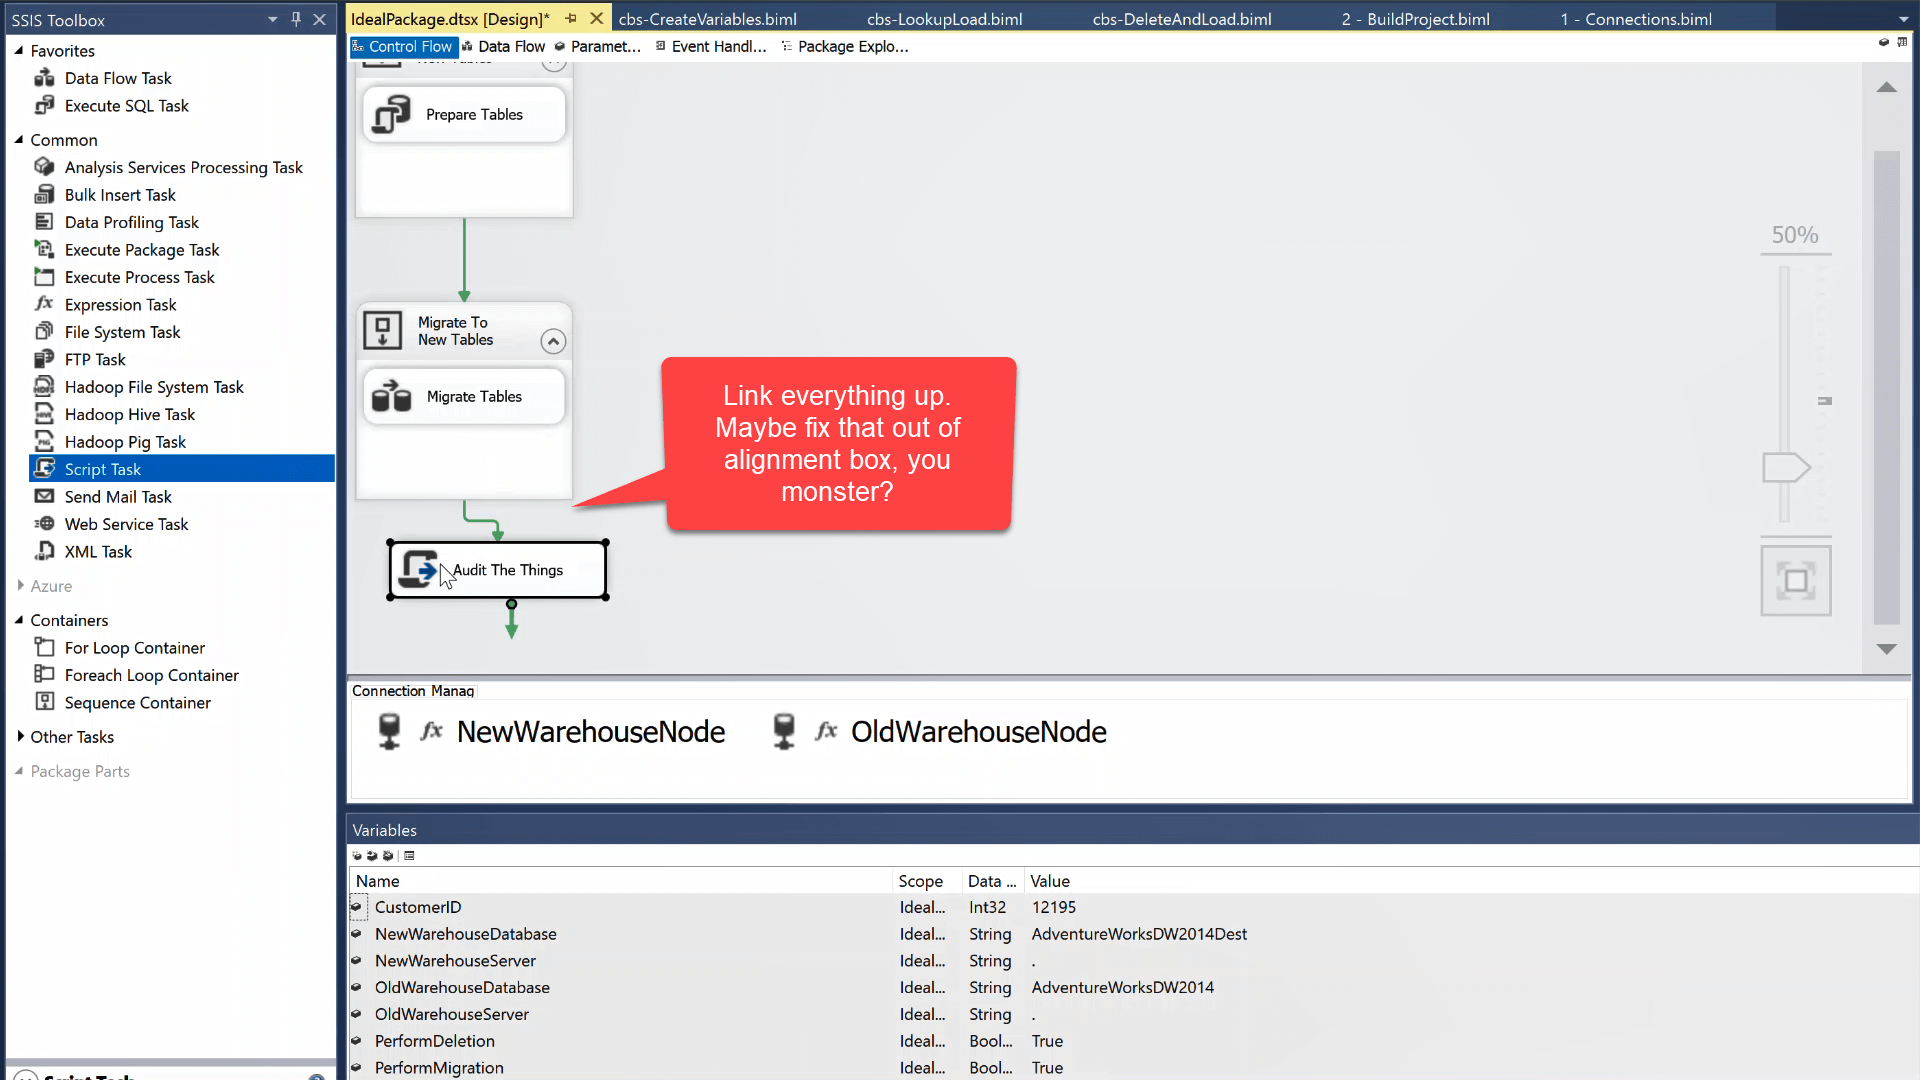 SSIS Toolbox
Favorites
Data Flow Task
Execute SQL Task
Common
Analysis Services Processing Task
Bulk Insert Task
Data Profiling Task
Execute Package Task
Execute Process Task
Expression Task
File System Task
FTP Task
Hadoop File System Task
Hadoop Hive Task
Hadoop Pig Task
Script Task
Send Mail Task
Web Service Task
XML Task
Azure
Containers
For Loop Container
Foreach Loop Container
Sequence Container
Other Tasks
Package Parts
IdealPackage.dtsx [Design]*
cbs-CreateVariables.biml
cbs-LookupLoad.biml
cbs-DeleteAndLoad.biml
2 - BuildProject.biml
1 - Connections.biml
Control Flow
Data Flow
Paramet...
Event Handl...
Package Explo...
Prepare Tables
Migrate To
New Tables
Migrate Tables
Audit The Things
Link everything up.
Maybe fix that out of
alignment box, you
monster?
50%
Connection Manag
fx NewWarehouseNode
fx OldWarehouseNode
Variables
Name Scope Data ... Value
CustomerID Ideal... Int32 12195
NewWarehouseDatabase Ideal... String AdventureWorksDW2014Dest
NewWarehouseServer Ideal... String .
OldWarehouseDatabase Ideal... String AdventureWorksDW2014
OldWarehouseServer Ideal... String .
PerformDeletion Ideal... Bool... True
PerformMigration Ideal... Bool... True